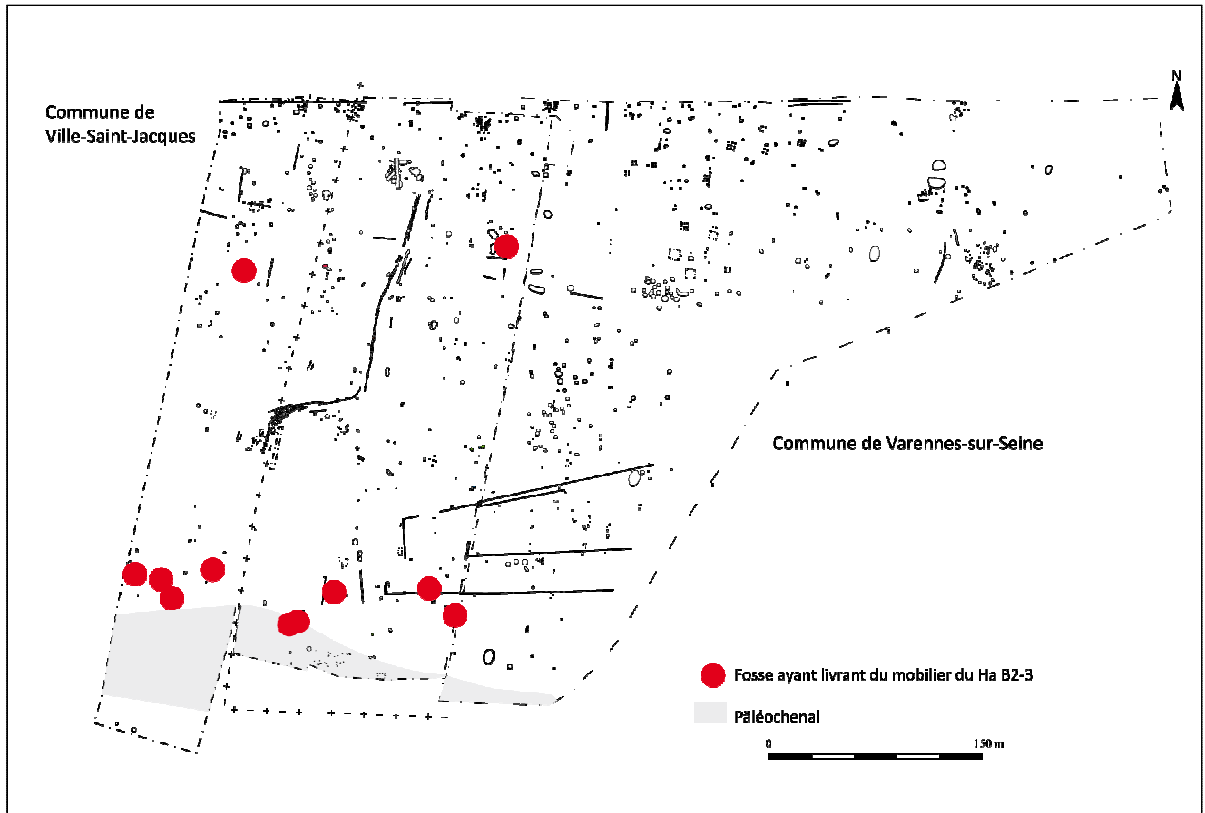 Commune de
Ville-Saint-Jacques
N
Commune de Varennes-sur-Seine
Fosse ayant livrant du mobilier du Ha B2-3
Päléochenal
0 150 m